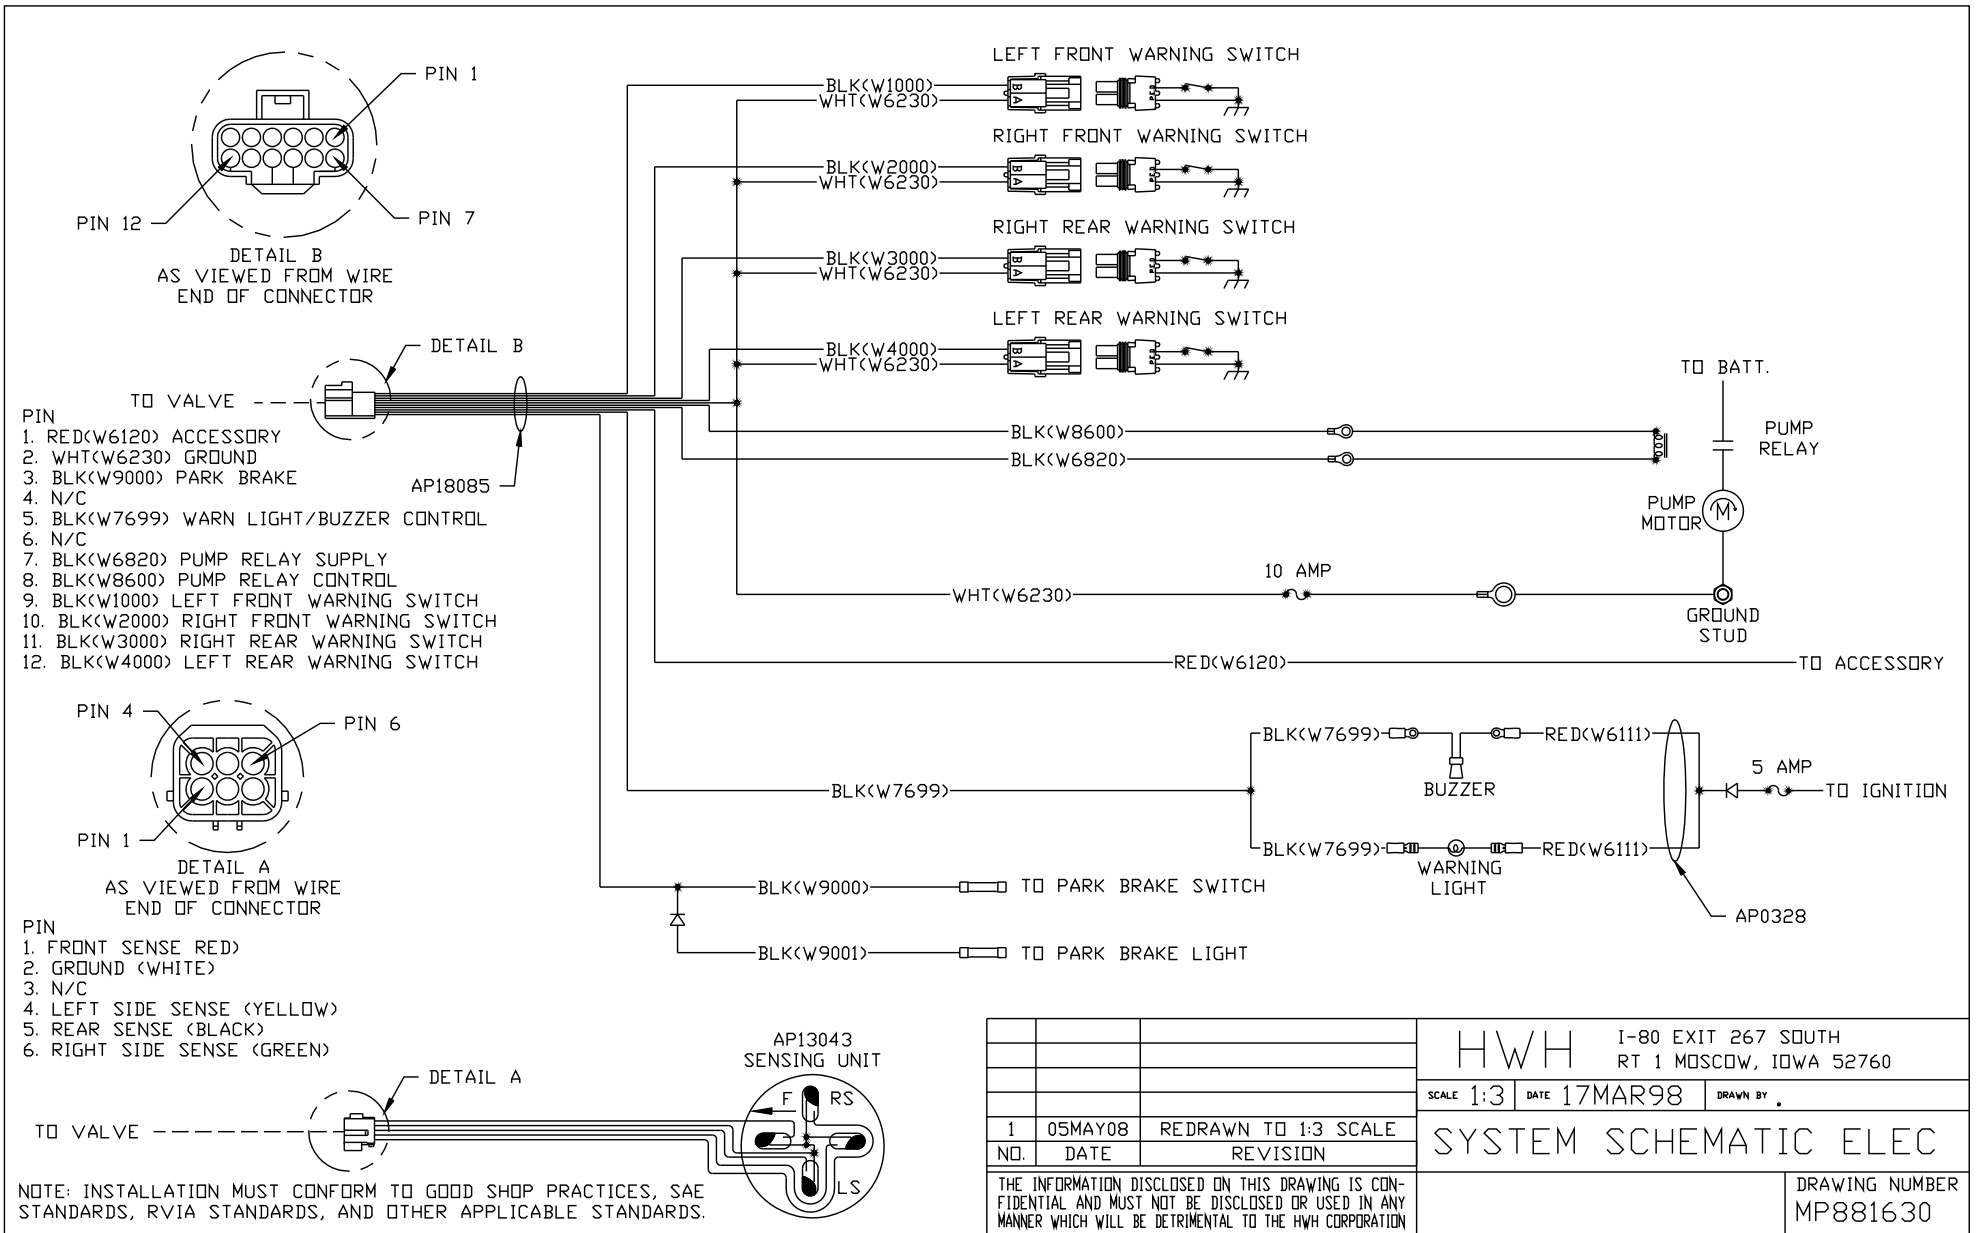 PIN 1
PIN 12
PIN 7
DETAIL B
AS VIEWED FROM WIRE
END OF CONNECTOR
LEFT FRONT WARNING SWITCH
BLK(W1000)
WHT(W6230)
B
A
RIGHT FRONT WARNING SWITCH
BLK(W2000)
WHT(W6230)
B
A
RIGHT REAR WARNING SWITCH
BLK(W3000)
WHT(W6230)
B
A
LEFT REAR WARNING SWITCH
BLK(W4000)
WHT(W6230)
B
A
DETAIL B
TO VALVE
AP18085
PIN
1. RED(W6120) ACCESSORY
2. WHT(W6230) GROUND
3. BLK(W9000) PARK BRAKE
4. N/C
5. BLK(W7699) WARN LIGHT/BUZZER CONTROL
6. N/C
7. BLK(W6820) PUMP RELAY SUPPLY
8. BLK(W8600) PUMP RELAY CONTROL
9. BLK(W1000) LEFT FRONT WARNING SWITCH
10. BLK(W2000) RIGHT FRONT WARNING SWITCH
11. BLK(W3000) RIGHT REAR WARNING SWITCH
12. BLK(W4000) LEFT REAR WARNING SWITCH
BLK(W8600)
BLK(W6820)
TO BATT.
PUMP
RELAY
PUMP
MOTOR
M
WHT(W6230)
10 AMP
GROUND
STUD
RED(W6120)
TO ACCESSORY
BLK(W7699)
RED(W6111)
BUZZER
BLK(W7699)
5 AMP
TO IGNITION
BLK(W7699)
RED(W6111)
WARNING
LIGHT
AP0328
BLK(W9000)
TO PARK BRAKE SWITCH
BLK(W9001)
TO PARK BRAKE LIGHT
PIN 4
PIN 6
PIN 1
DETAIL A
AS VIEWED FROM WIRE
END OF CONNECTOR
PIN
1. FRONT SENSE RED)
2. GROUND (WHITE)
3. N/C
4. LEFT SIDE SENSE (YELLOW)
5. REAR SENSE (BLACK)
6. RIGHT SIDE SENSE (GREEN)
DETAIL A
TO VALVE
AP13043
SENSING UNIT
F
RS
LS
NOTE: INSTALLATION MUST CONFORM TO GOOD SHOP PRACTICES, SAE
STANDARDS, RVIA STANDARDS, AND OTHER APPLICABLE STANDARDS.
1 05MAY08 REDRAWN TO 1:3 SCALE
NO. DATE REVISION
THE INFORMATION DISCLOSED ON THIS DRAWING IS CON-
FIDENTIAL AND MUST NOT BE DISCLOSED OR USED IN ANY
MANNER WHICH WILL BE DETRIMENTAL TO THE HWH CORPORATION
HWH
I-80 EXIT 267 SOUTH
RT 1 MOSCOW, IOWA 52760
SCALE 1:3 DATE 17MAR98 DRAWN BY .
SYSTEM SCHEMATIC ELEC
DRAWING NUMBER
MP881630